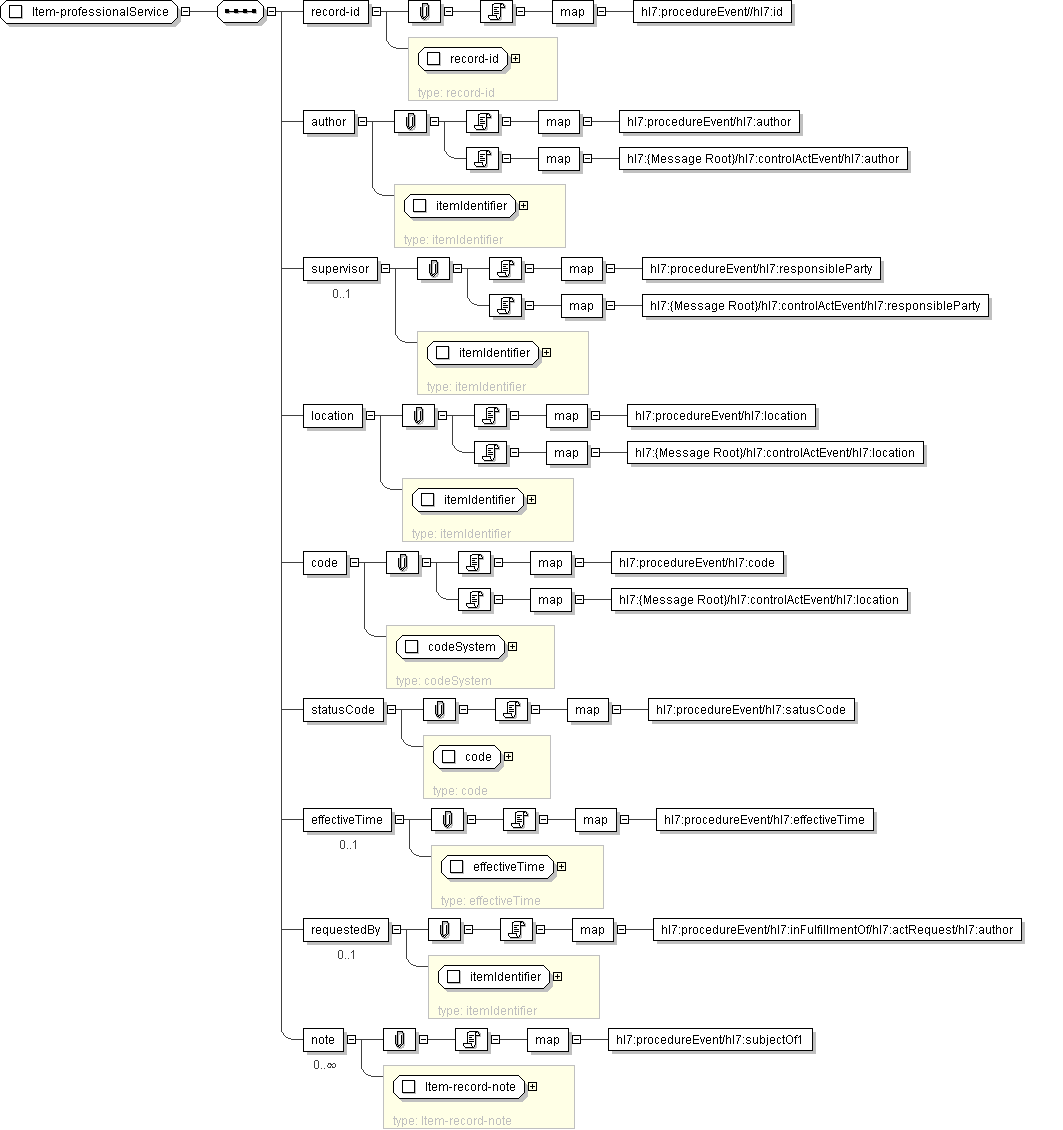 Item-professionalService
record-id
map
hl7:procedureEvent//hl7:id
record-id
type: record-id
author
map
hl7:procedureEvent/hl7:author
map
hl7:{Message Root}/hl7:controlActEvent/hl7:author
itemIdentifier
type: itemIdentifier
supervisor
map
hl7:procedureEvent/hl7:responsibleParty
0..1
map
hl7:{Message Root}/hl7:controlActEvent/hl7:responsibleParty
itemIdentifier
type: itemIdentifier
location
map
hl7:procedureEvent/hl7:location
map
hl7:{Message Root}/hl7:controlActEvent/hl7:location
itemIdentifier
type: itemIdentifier
code
map
hl7:procedureEvent/hl7:code
map
hl7:{Message Root}/hl7:controlActEvent/hl7:location
codeSystem
type: codeSystem
statusCode
map
hl7:procedureEvent/hl7:satusCode
code
type: code
effectiveTime
map
hl7:procedureEvent/hl7:effectiveTime
0..1
effectiveTime
type: effectiveTime
requestedBy
map
hl7:procedureEvent/hl7:inFulfillmentOf/hl7:actRequest/hl7:author
0..1
itemIdentifier
type: itemIdentifier
note
map
hl7:procedureEvent/hl7:subjectOf1
0..∞
Item-record-note
type: Item-record-note